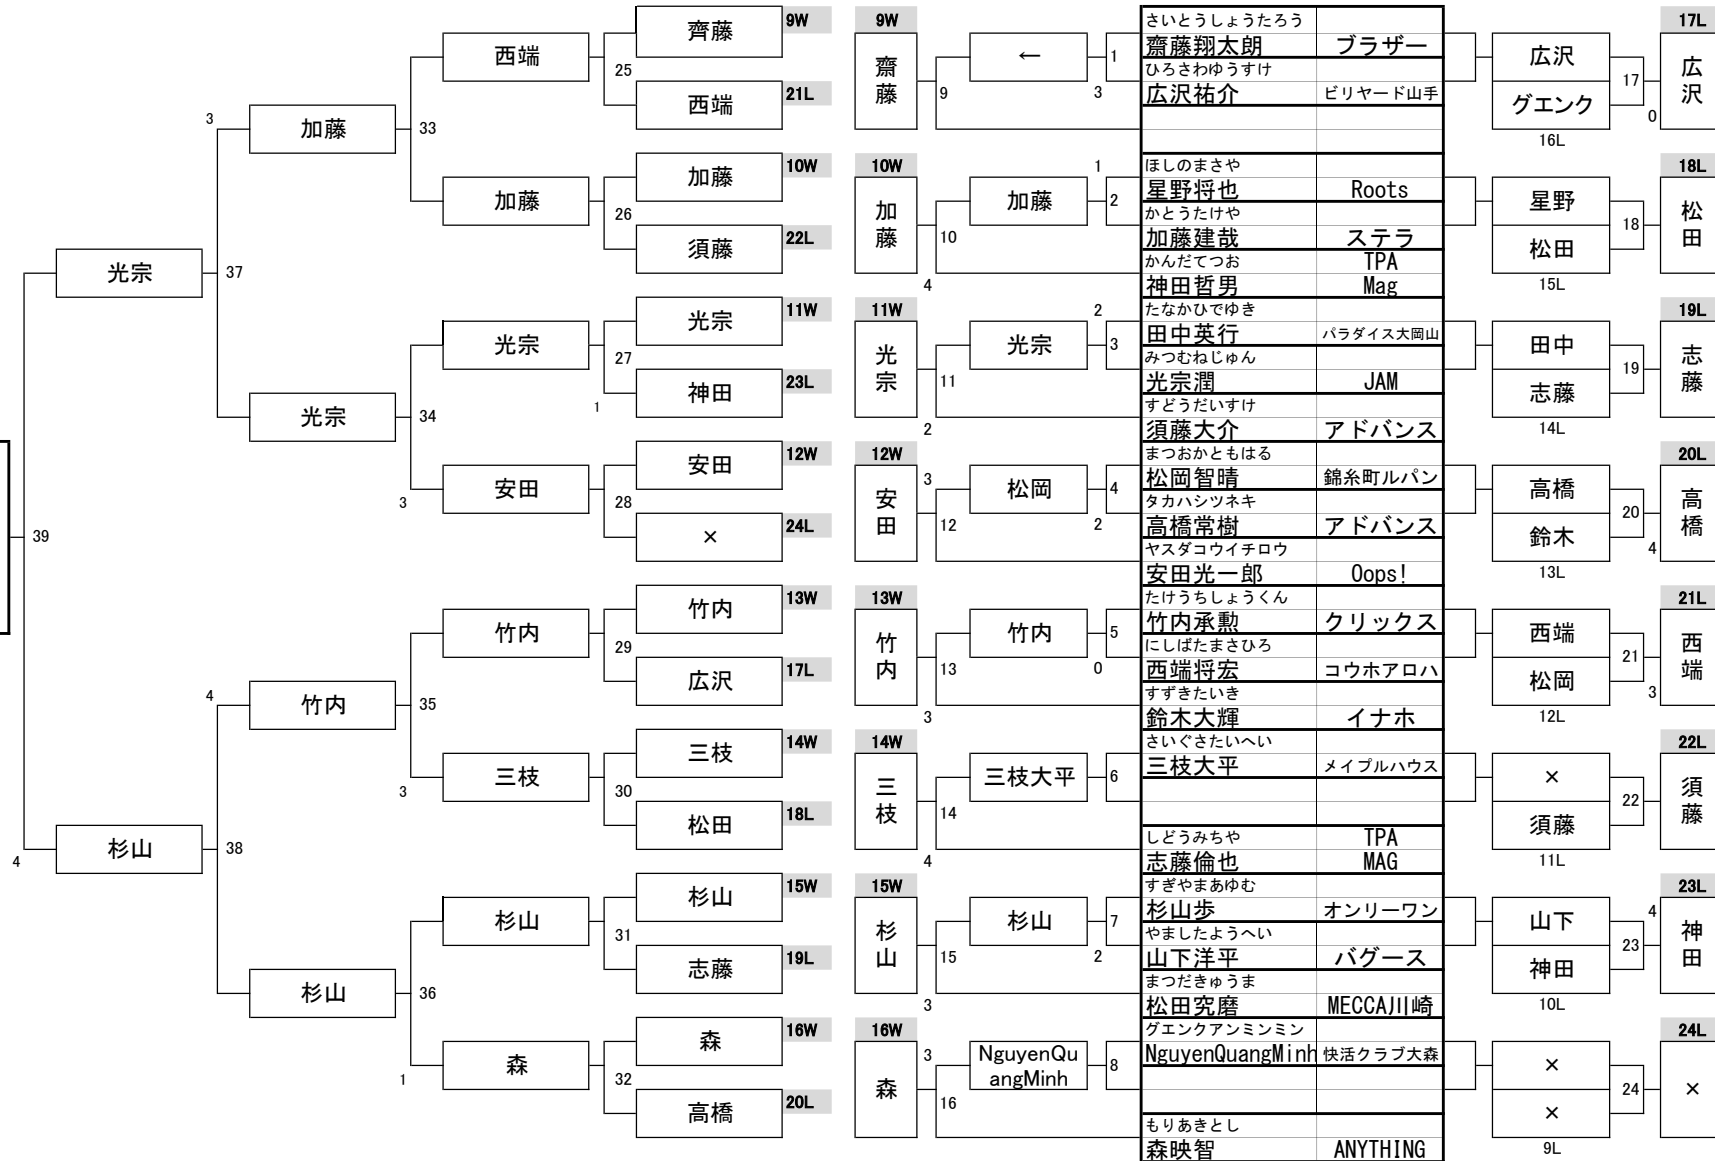 齊藤 9W
西端
25
西端 21L
3
加藤
33
加藤 10W
加藤
26
須藤 22L
光宗
37
光宗 11W
光宗
27
神田 23L
1
光宗
34
安田 12W
安田
3
28
× 24L
39
竹内 13W
竹内
29
広沢 17L
4
竹内
35
三枝 14W
三枝
3
30
松田 18L
杉山
4
38
杉山 15W
杉山
31
志藤 19L
杉山
36
森 16W
森
1
32
高橋 20L
9W
齋藤
9
←
1
3
10W
加藤
10
加藤
1
2
4
11W
光宗
11
光宗
2
3
2
12W
安田
3
12
松岡
4
2
13W
竹内
13
竹内
5
0
3
14W
三枝
14
三枝大平
6
4
15W
杉山
15
杉山
7
2
3
16W
森
3
16
NguyenQu
angMinh
8
さいとうしょうたろう
齋藤翔太朗 ブラザー
ひろさわゆうすけ
広沢祐介 ビリヤード山手
ほしのまさや
星野将也 Roots
かとうたけや
加藤建哉 ステラ
かんだてつお TPA
神田哲男 Mag
たなかひでゆき
田中英行 パラダイス大岡山
みつむねじゅん
光宗潤 JAM
すどうだいすけ
須藤大介 アドバンス
まつおかともはる
松岡智晴 錦糸町ルパン
タカハシツネキ
高橋常樹 アドバンス
ヤスダコウイチロウ
安田光一郎 Oops!
たけうちしょうくん
竹内承勲 クリックス
にしばたまさひろ
西端将宏 コウホアロハ
すずきたいき
鈴木大輝 イナホ
さいぐさたいへい
三枝大平 メイプルハウス
しどうみちや TPA
志藤倫也 MAG
すぎやまあゆむ
杉山歩 オンリーワン
やましたようへい
山下洋平 バグース
まつだきゅうま
松田究磨 MECCA川崎
グエンクアンミンミン
NguyenQuangMinh 快活クラブ大森
もりあきとし
森映智 ANYTHING
広沢
グエンク
16L
17
0
17L
広沢
星野
松田
15L
18
18L
松田
田中
志藤
14L
19
19L
志藤
高橋
鈴木
13L
20
4
20L
高橋
西端
松岡
12L
21
3
21L
西端
×
須藤
11L
22
22L
須藤
山下
神田
10L
4
23
23L
神田
×
×
9L
24
24L
×